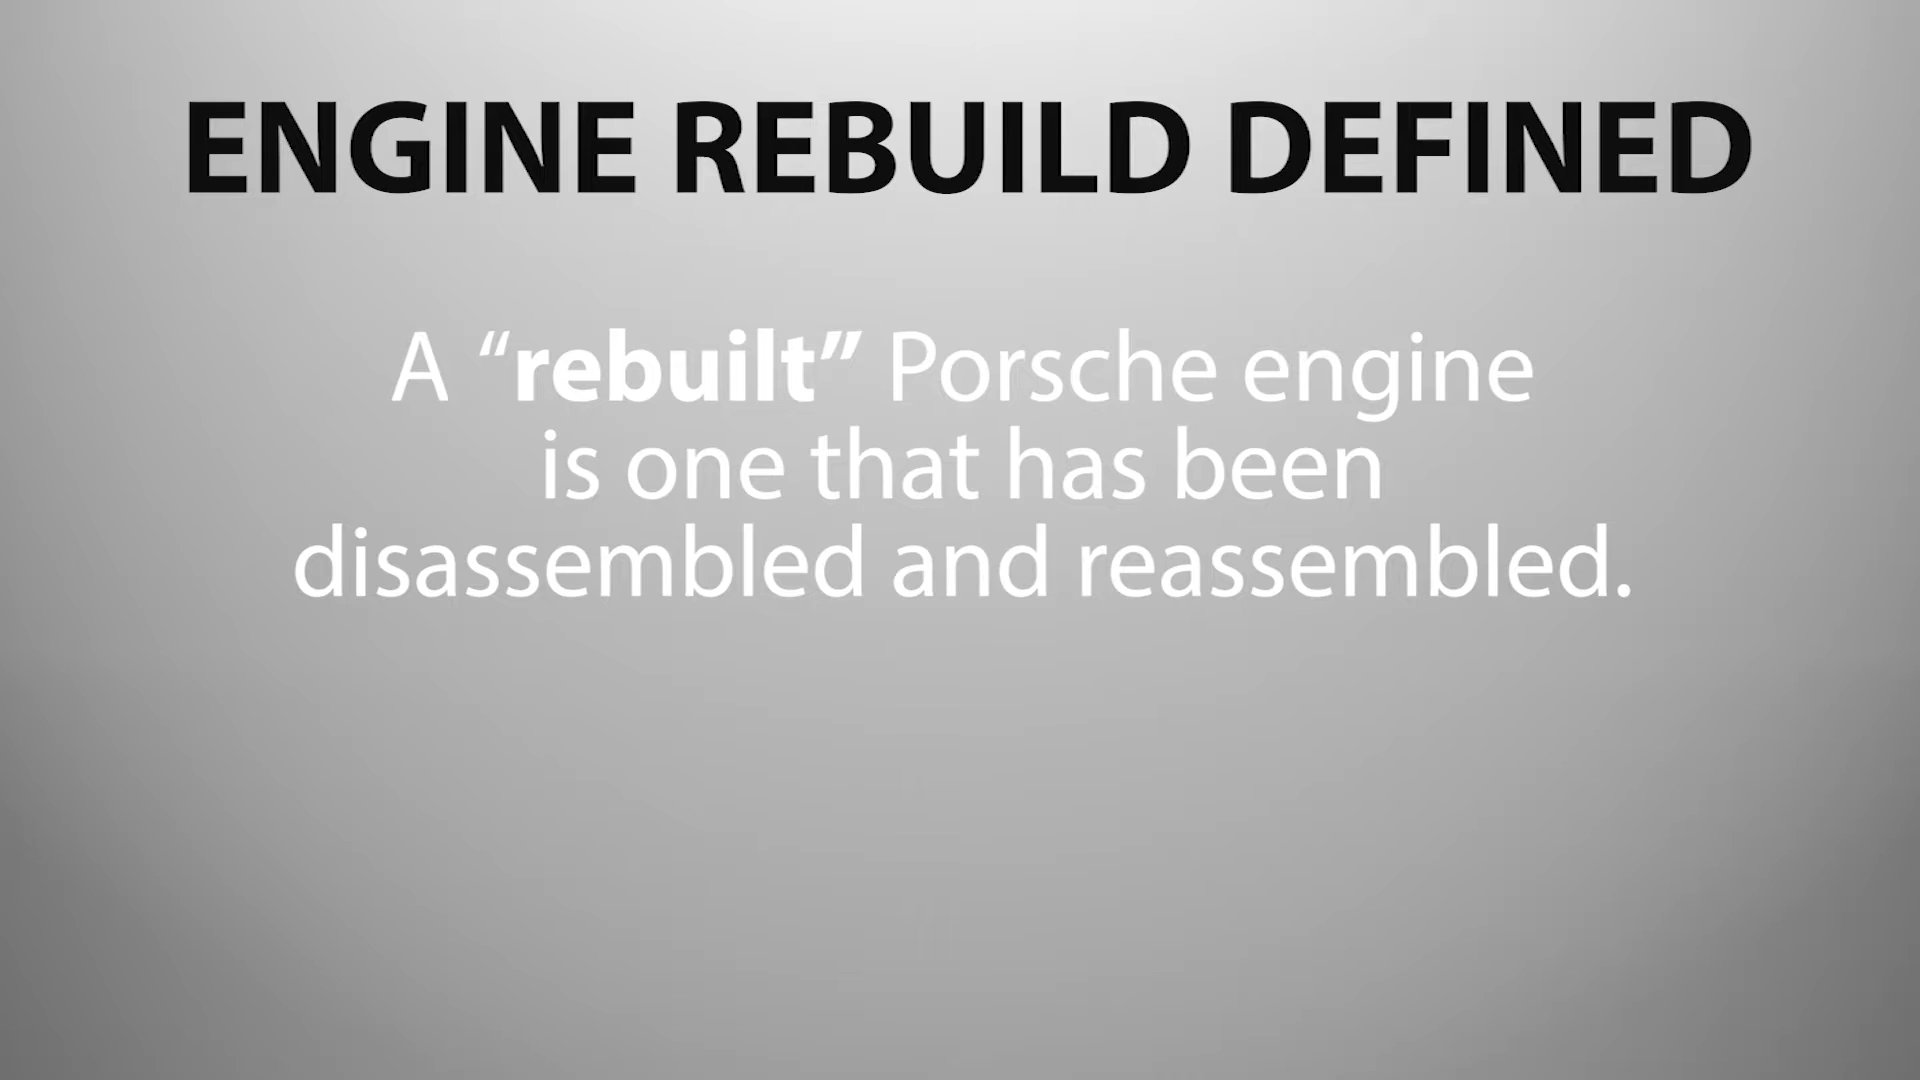 ENGINE REBUILD DEFINED
A “rebuilt” Porsche engine
is one that has been
disassembled and reassembled.